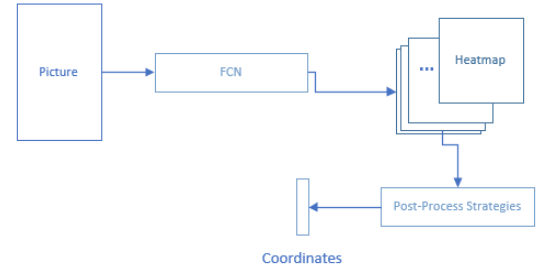 Picture
FCN
...
Heatmap
Post-Process Strategies
Coordinates